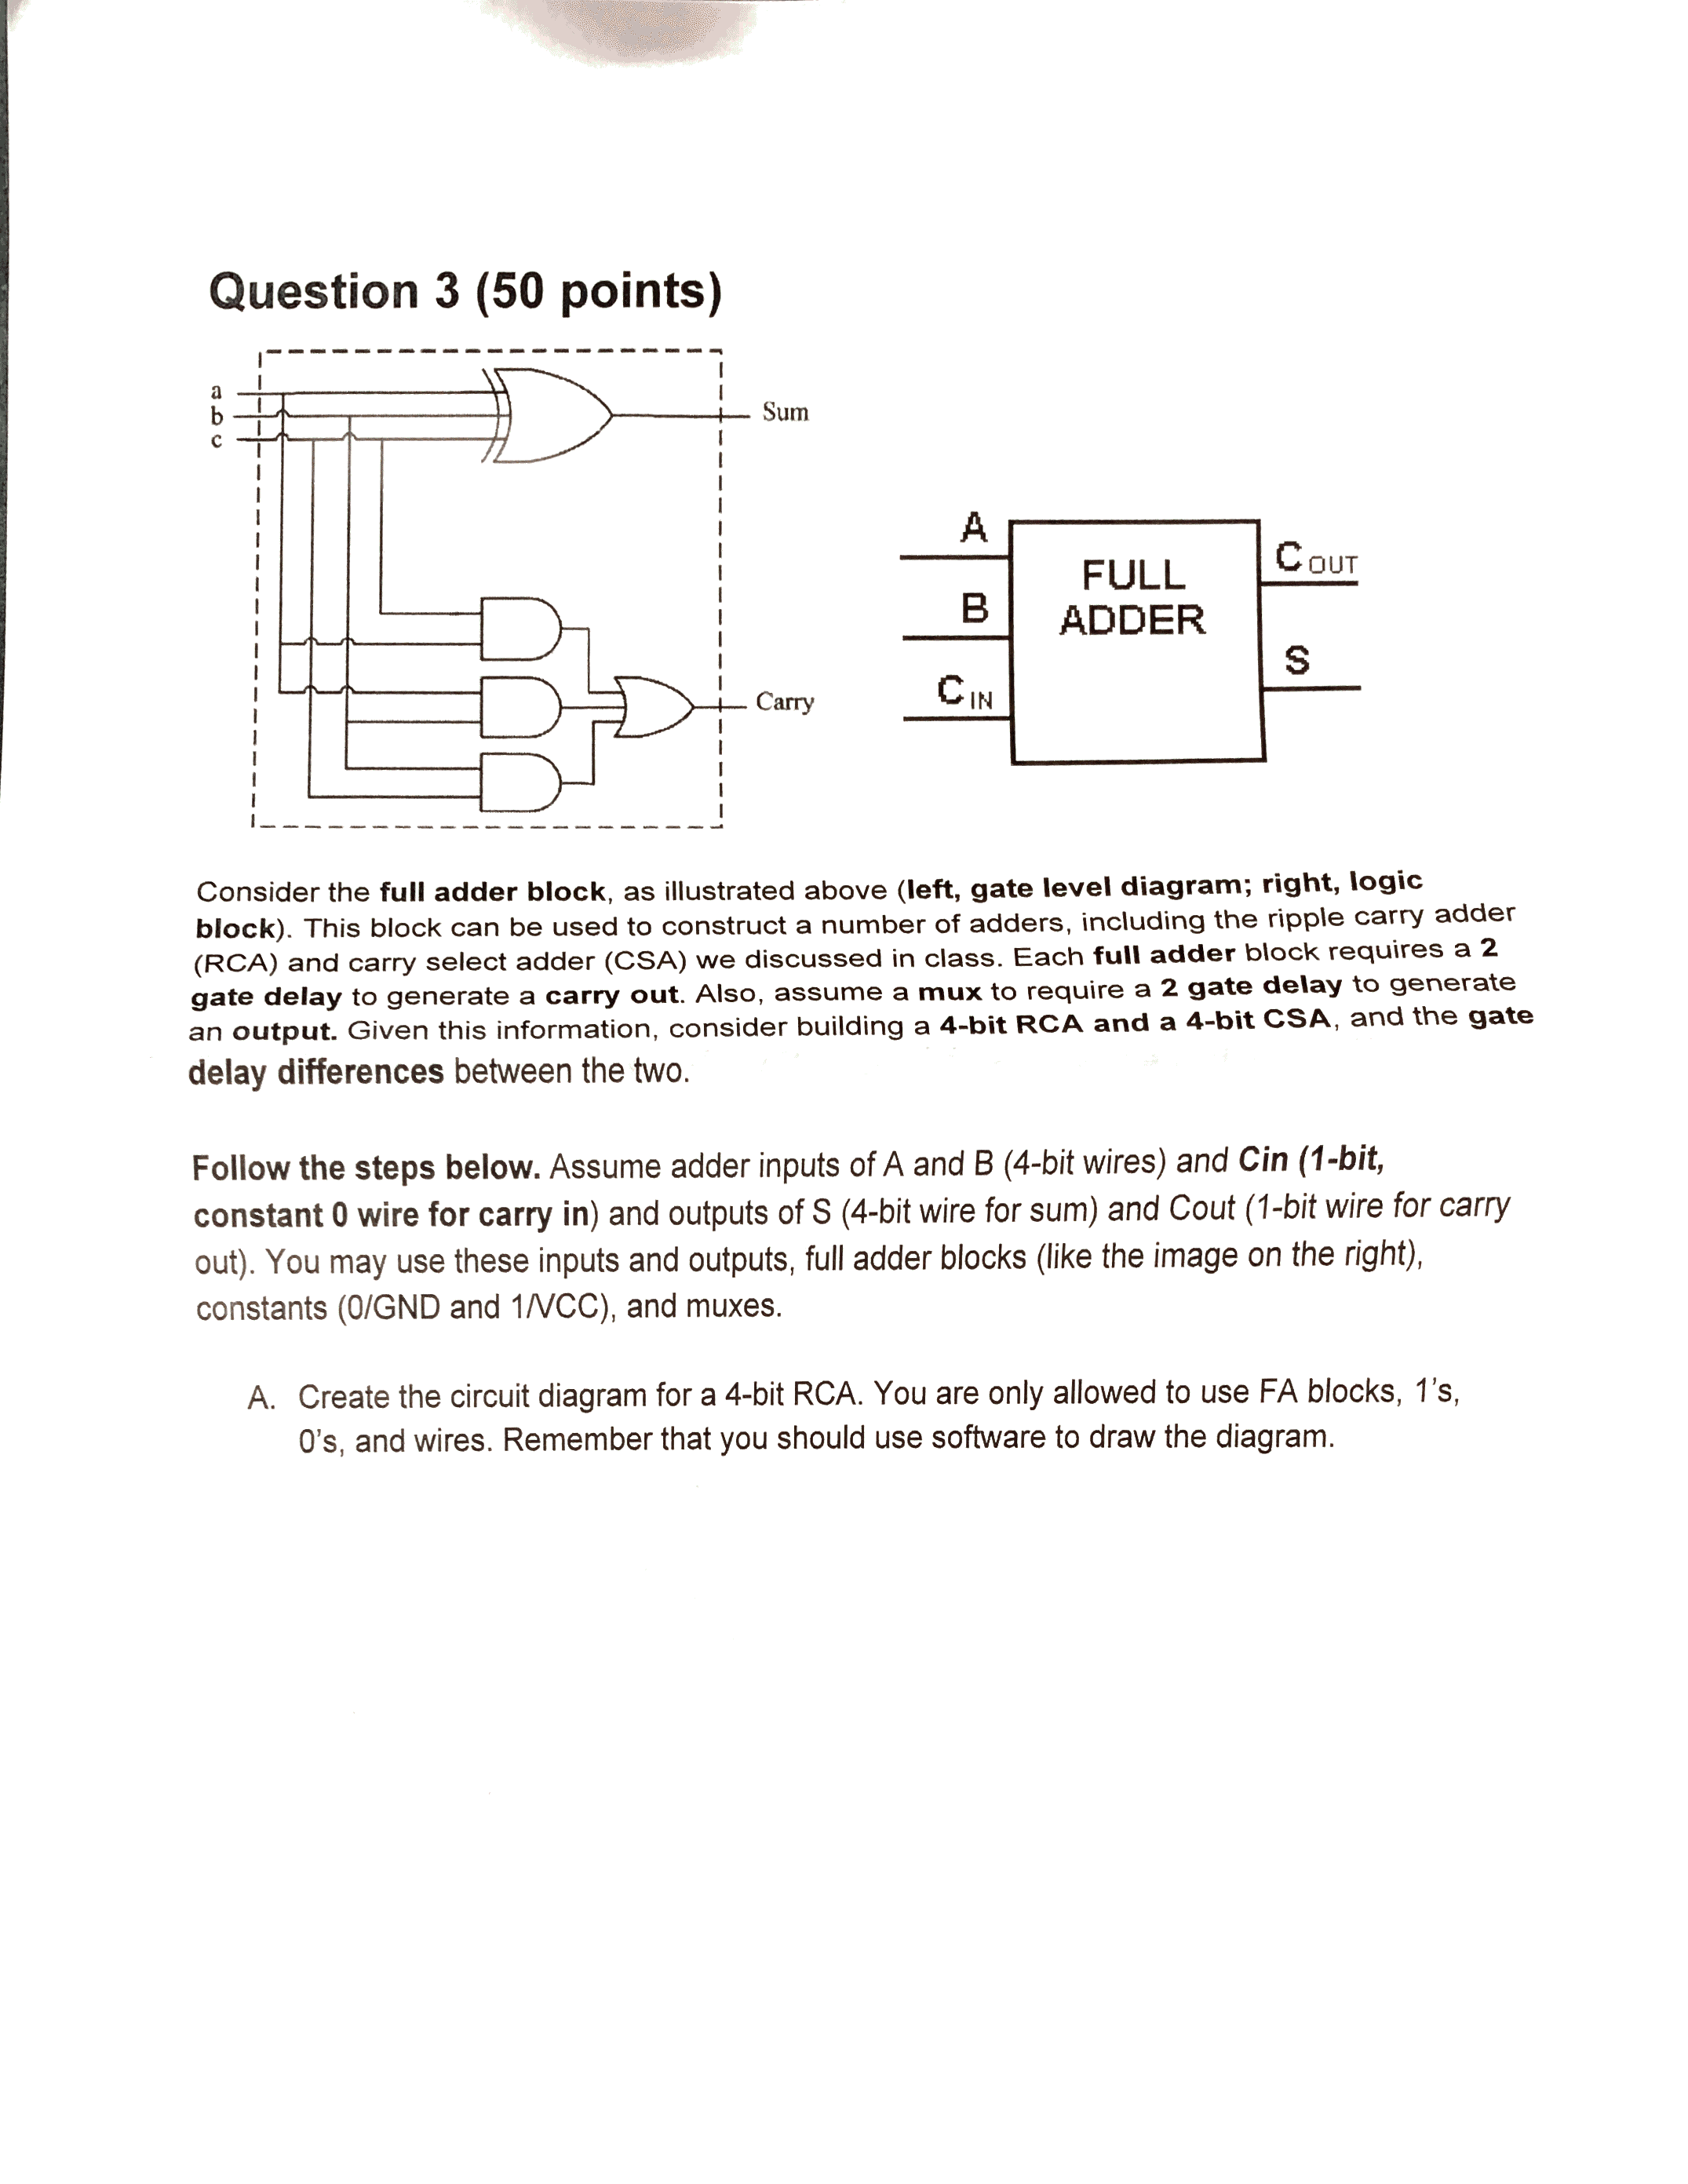 Question 3 (50 points)
a
b
c
Sum
Carry
A
B
C IN
FULL
ADDER
C OUT
S
Consider the full adder block, as illustrated above (left, gate level diagram; right, logic
block). This block can be used to construct a number of adders, including the ripple carry adder
(RCA) and carry select adder (CSA) we discussed in class. Each full adder block requires a 2
gate delay to generate a carry out. Also, assume a mux to require a 2 gate delay to generate
an output. Given this information, consider building a 4-bit RCA and a 4-bit CSA, and the gate
delay differences between the two.
Follow the steps below. Assume adder inputs of A and B (4-bit wires) and Cin (1-bit,
constant 0 wire for carry in) and outputs of S (4-bit wire for sum) and Cout (1-bit wire for carry
out). You may use these inputs and outputs, full adder blocks (like the image on the right),
constants (0/GND and 1/VCC), and muxes.
A. Create the circuit diagram for a 4-bit RCA. You are only allowed to use FA blocks, 1's,
0's, and wires. Remember that you should use software to draw the diagram.